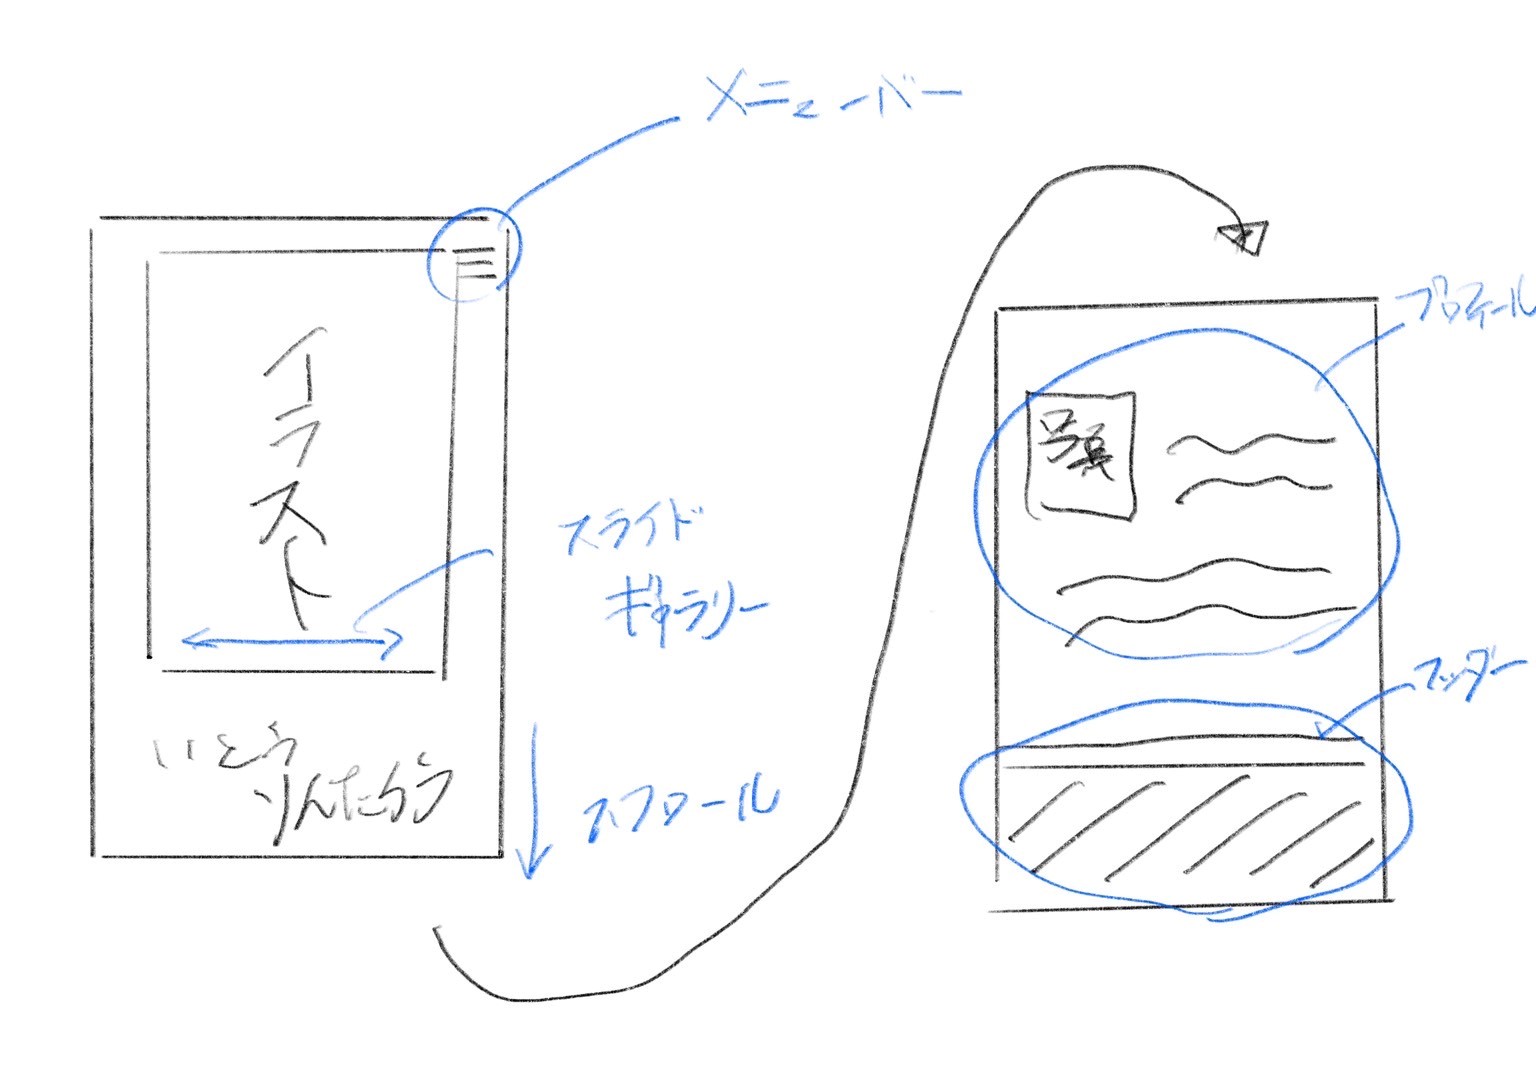 メニューバー
イラスト
スライド
ギャラリー
いとう
りんたろう
スクロール
プロフィール
写真
フッダー